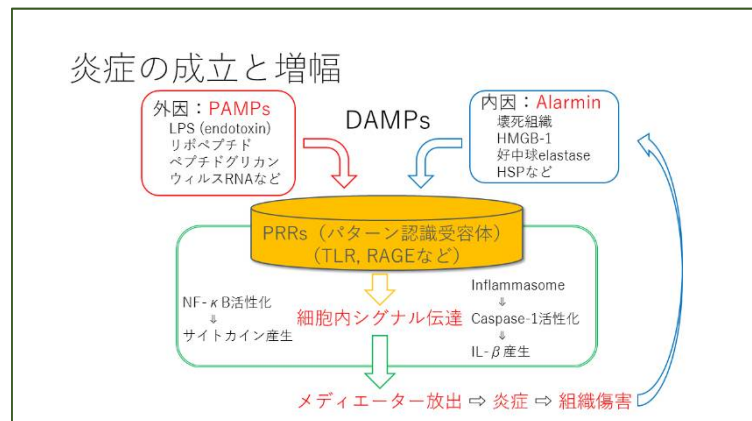 炎症の成立と増幅
外因：PAMPs
LPS (endotoxin)
リポペプチド
ペプチドグリカン
ウィルスRNAなど
DAMPs
内因：Alarmin
壊死組織
HMGB-1
好中球elastase
HSPなど
PRRs（パターン認識受容体）
（TLR, RAGEなど）
NF-κB活性化
⇓
サイトカイン産生
細胞内シグナル伝達
Inflammasome
⇓
Caspase-1活性化
⇓
IL-β産生
メディエーター放出 ⇨ 炎症 ⇨ 組織傷害